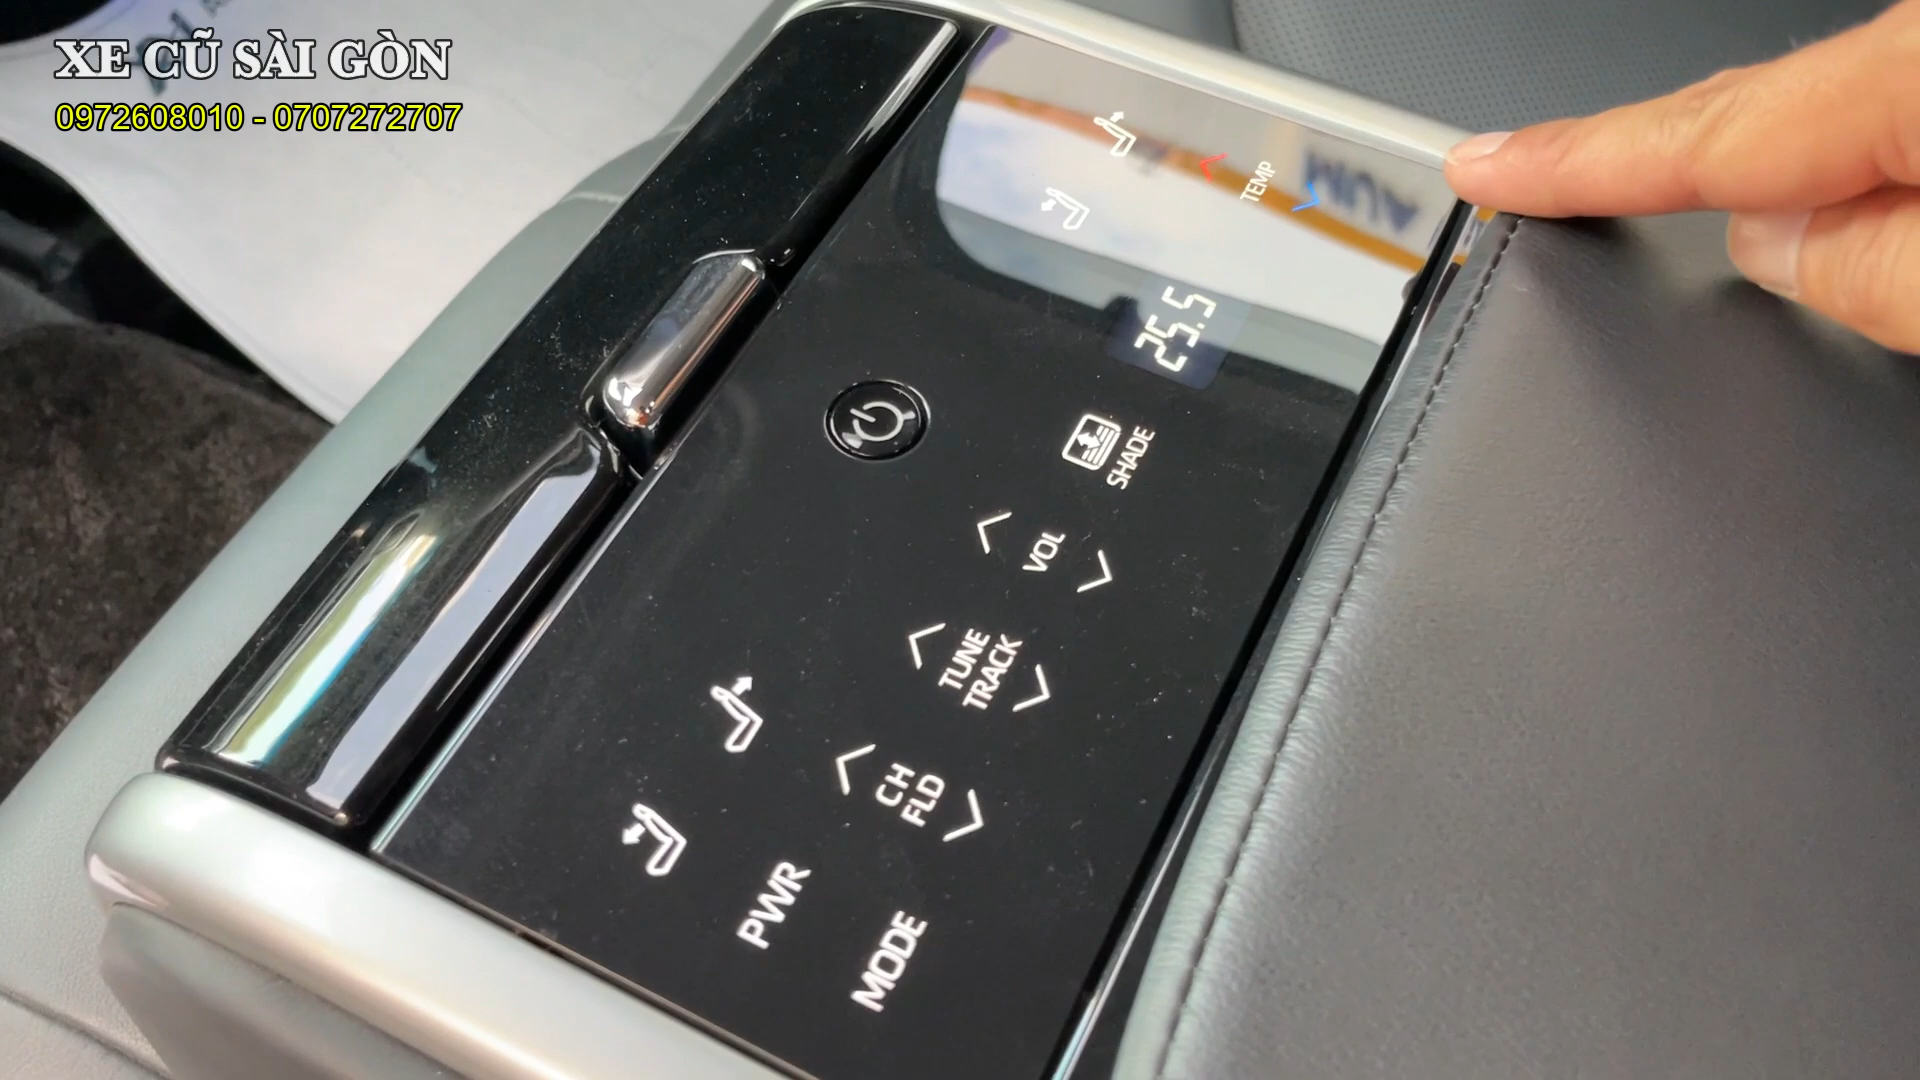 XE CŨ SÀI GÒN
0972608010 - 0707272707
TEMP
25.5
SHADE
VOL
TUNE
TRACK
CH
FLD
PWR
MODE